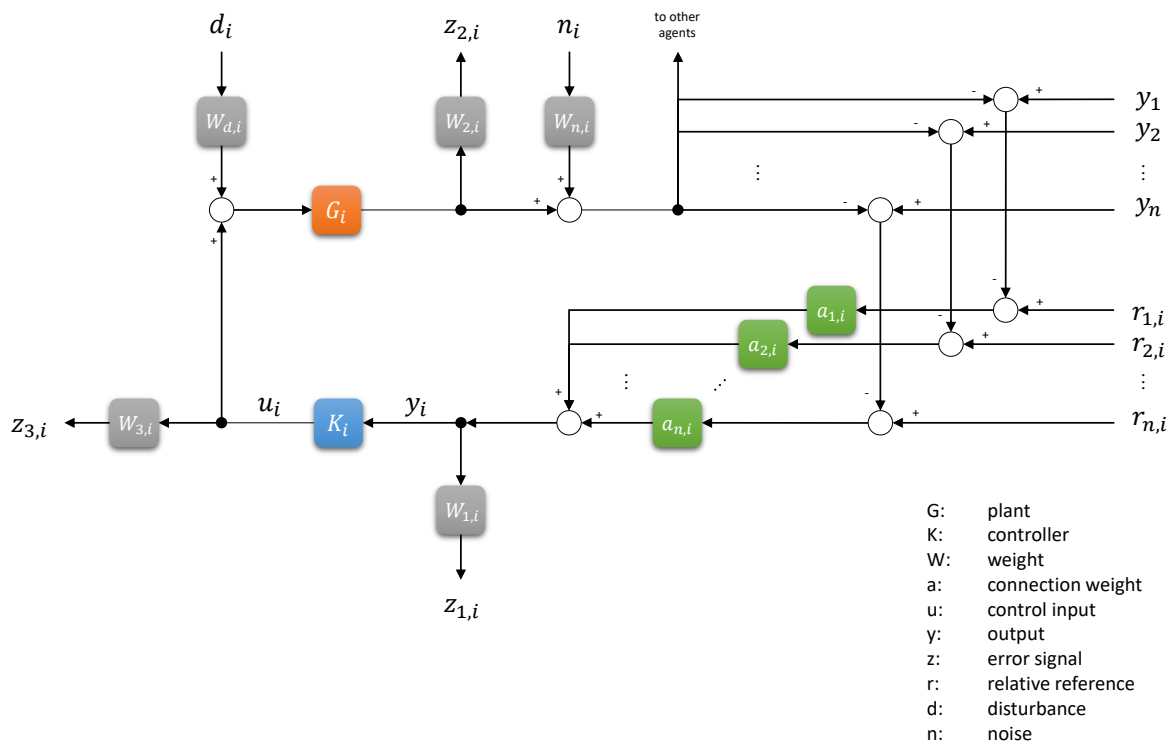 d_i
z_{2,i}
n_i
to other
agents
W_{d,i}
W_{2,i}
W_{n,i}
- +
y_1
- +
y_2
⋮
⋮
+ + +
G_i
- +
y_n
+
- +
a_{1,i}
r_{1,i}
- +
a_{2,i}
r_{2,i}
⋮
⋰
⋮
z_{3,i}
W_{3,i}
u_i
K_i
y_i
+ +
a_{n,i}
- +
r_{n,i}
W_{1,i}
z_{1,i}
G: plant
K: controller
W: weight
a: connection weight
u: control input
y: output
z: error signal
r: relative reference
d: disturbance
n: noise